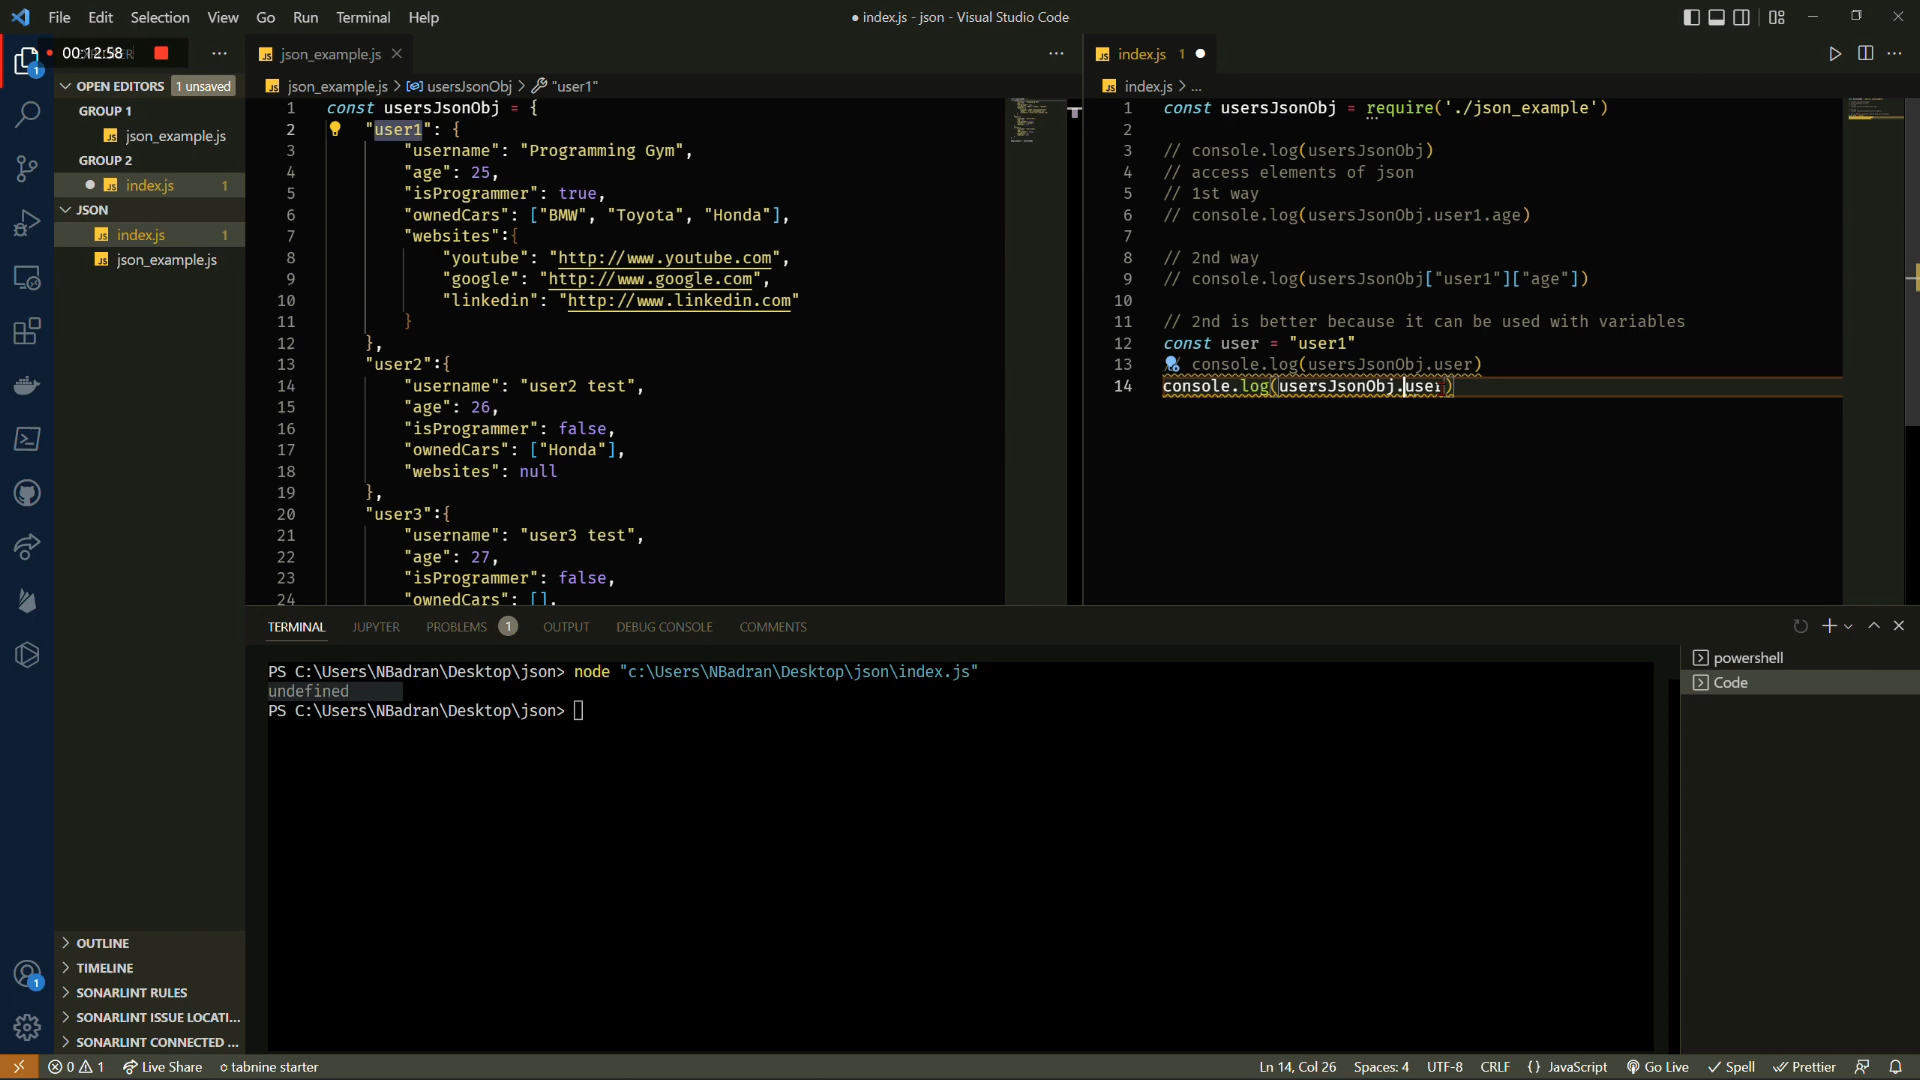 File Edit Selection View Go Run Terminal Help
● index.js - json - Visual Studio Code
00:12:58
OPEN EDITORS 1 unsaved
GROUP 1
json_example.js
GROUP 2
index.js 1
JSON
index.js 1
json_example.js
OUTLINE
TIMELINE
SONARLINT RULES
SONARLINT ISSUE LOCATI...
SONARLINT CONNECTED ...
json_example.js
json_example.js > usersJsonObj > "user1"
1 const usersJsonObj = {
2 "user1": {
3 "username": "Programming Gym",
4 "age": 25,
5 "isProgrammer": true,
6 "ownedCars": ["BMW", "Toyota", "Honda"],
7 "websites":{
8 "youtube": "http://www.youtube.com",
9 "google": "http://www.google.com",
10 "linkedin": "http://www.linkedin.com"
11 }
12 },
13 "user2":{
14 "username": "user2 test",
15 "age": 26,
16 "isProgrammer": false,
17 "ownedCars": ["Honda"],
18 "websites": null
19 },
20 "user3":{
21 "username": "user3 test",
22 "age": 27,
23 "isProgrammer": false,
24 "ownedCars": [],
index.js 1 ●
index.js > ...
1 const usersJsonObj = require('./json_example')
2
3 // console.log(usersJsonObj)
4 // access elements of json
5 // 1st way
6 // console.log(usersJsonObj.user1.age)
7
8 // 2nd way
9 // console.log(usersJsonObj["user1"]["age"])
10
11 // 2nd is better because it can be used with variables
12 const user = "user1"
13 // console.log(usersJsonObj.user)
14 console.log(usersJsonObj.user)
TERMINAL JUPYTER PROBLEMS 1 OUTPUT DEBUG CONSOLE COMMENTS
PS C:\Users\NBadran\Desktop\json> node "c:\Users\NBadran\Desktop\json\index.js"
undefined
PS C:\Users\NBadran\Desktop\json>
powershell
Code
0 1 Live Share tabnine starter
Ln 14, Col 26 Spaces: 4 UTF-8 CRLF {} JavaScript Go Live Spell Prettier